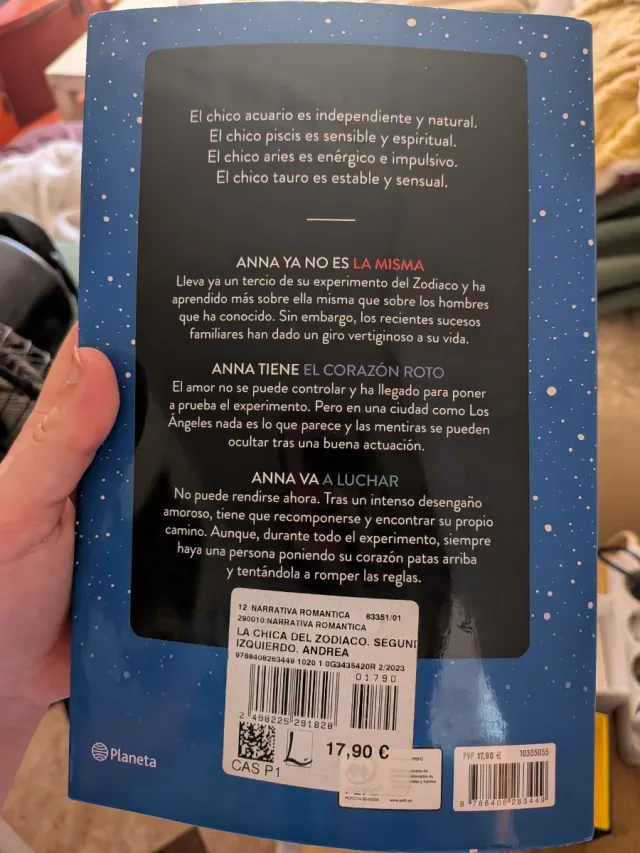 El chico acuario es independiente y natural.
El chico piscis es sensible y espiritual.
El chico aries es enérgico e impulsivo.
El chico tauro es estable y sensual.
ANNA YA NO ES LA MISMA
Lleva ya un tercio de su experimento del Zodiaco y ha
aprendido más sobre ella misma que sobre los hombres
que ha conocido. Sin embargo, los recientes sucesos
familiares han dado un giro vertiginoso a su vida.
ANNA TIENE EL CORAZÓN ROTO
El amor no se puede controlar y ha llegado para poner
a prueba el experimento. Pero en una ciudad como Los
Ángeles nada es lo que parece y las mentiras se pueden
ocultar tras una buena actuación.
ANNA VA A LUCHAR
No puede rendirse ahora. Tras un intenso desengaño
amoroso, tiene que recomponerse y encontrar su propio
camino. Aunque, durante todo el experimento, siempre
haya una persona poniendo su corazón patas arriba
y tentándola a romper las reglas.
12 NARRATIVA ROMANTICA 83351/01
290010 NARRATIVA ROMANTICA
LA CHICA DEL ZODIACO. SEGUN
IZQUIERDO. ANDREA
9788408263449 1020 1 0G3435420R 2/2023
01790
2 498225 291828
17,90 €
CAS P1
Planeta
PEFC
www.pefc.es
PVP 17,90 € 10305055
9 788408 263449